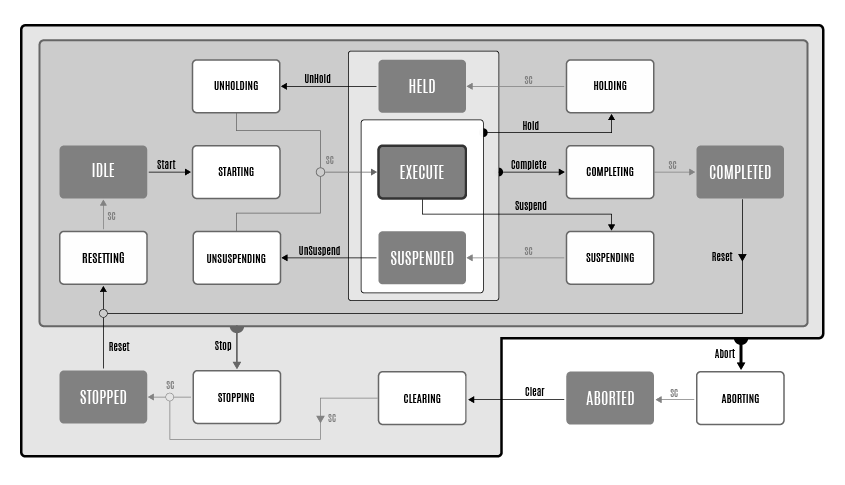 UNHOLDING
UnHold
HELD
SC
HOLDING
Hold
IDLE
Start
STARTING
SC
EXECUTE
Complete
COMPLETING
SC
COMPLETED
SC
Suspend
RESETTING
UNSUSPENDING
UnSuspend
SUSPENDED
SC
SUSPENDING
Reset
Reset
Stop
Abort
STOPPED
SC
STOPPING
SC
CLEARING
Clear
ABORTED
SC
ABORTING